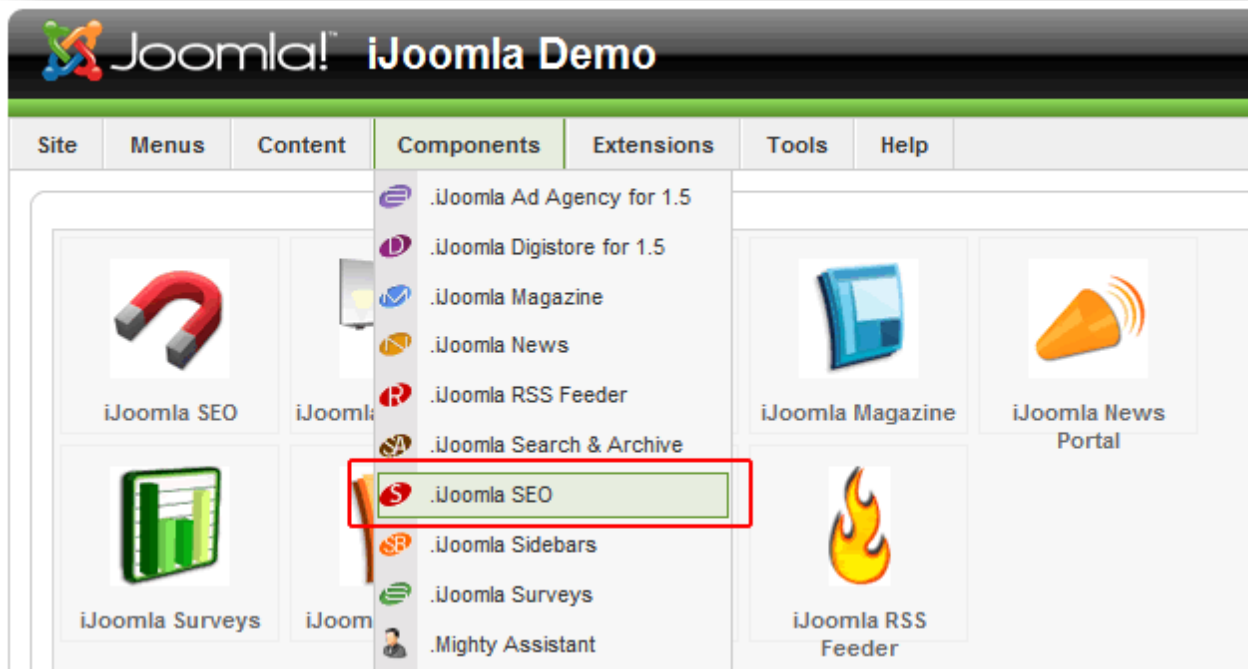 Joomla!™ iJoomla Demo
Site Menus Content Components Extensions Tools Help
.iJoomla Ad Agency for 1.5
.iJoomla Digistore for 1.5
.iJoomla Magazine
.iJoomla News
.iJoomla RSS Feeder
.iJoomla Search & Archive
.iJoomla SEO
.iJoomla Sidebars
.iJoomla Surveys
.Mighty Assistant
iJoomla SEO
iJoomla Magazine
iJoomla News
Portal
iJoomla Surveys
iJoom
iJoomla RSS
Feeder